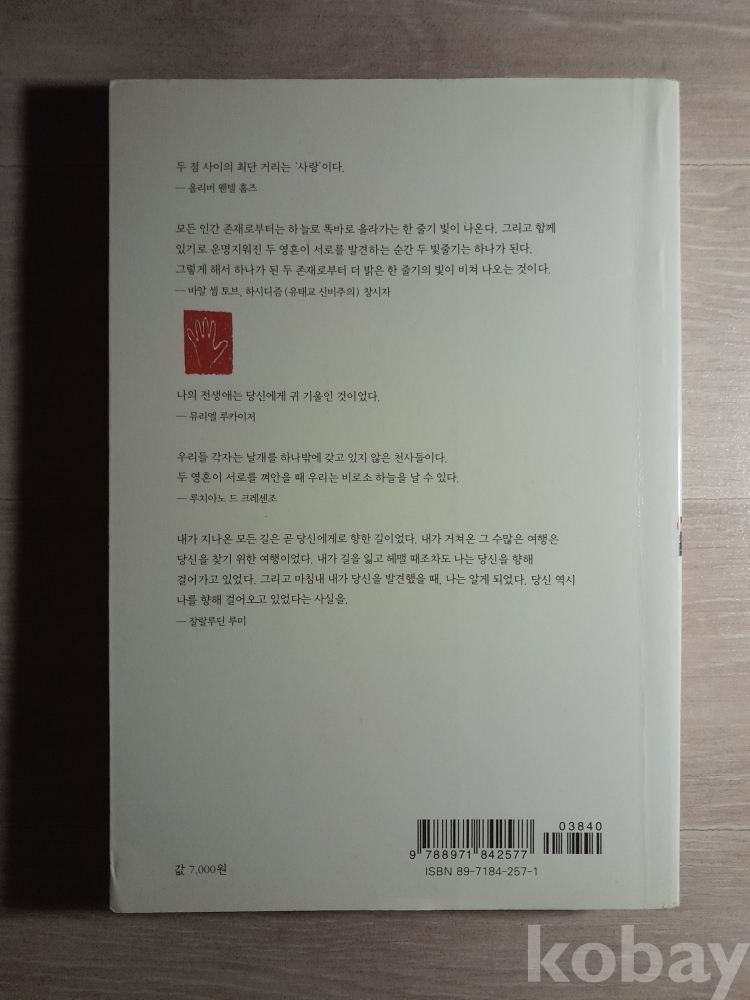 두 점 사이의 최단 거리는 '사랑'이다.
— 올리버 웬델 홈즈
모든 인간 존재로부터는 하늘로 똑바로 올라가는 한 줄기 빛이 나온다. 그리고 함께
있기로 운명지워진 두 영혼이 서로를 발견하는 순간 두 빛줄기는 하나가 된다.
그렇게 해서 하나가 된 두 존재로부터 더 밝은 한 줄기의 빛이 비쳐 나오는 것이다.
— 바알 셈 토브, 하시디즘(유태교 신비주의) 창시자
나의 전생애는 당신에게 귀 기울인 것이었다.
— 뮤리엘 루카이저
우리들 각자는 날개를 하나밖에 갖고 있지 않은 천사들이다.
두 영혼이 서로를 껴안을 때 우리는 비로소 하늘을 날 수 있다.
— 루치아노 드 크레센조
내가 지나온 모든 길은 곧 당신에게로 향한 길이었다. 내가 거쳐온 그 수많은 여행은
당신을 찾기 위한 여행이었다. 내가 길을 잃고 헤맬 때조차도 나는 당신을 향해
걸어가고 있었다. 그리고 마침내 내가 당신을 발견했을 때, 나는 알게 되었다. 당신 역시
나를 향해 걸어오고 있었다는 사실을.
— 잘랄루딘 루미
03840
9 788971 842577
값 7,000원
ISBN 89-7184-257-1
kobay